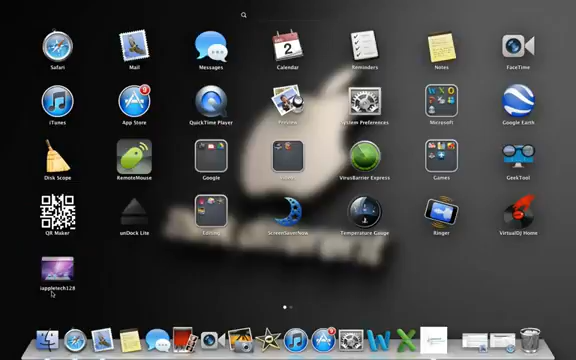 Safari Mail Messages Calendar Reminders Notes FaceTime
iTunes App Store QuickTime Player Preview System Preferences Microsoft Google Earth
Disk Scope RemoteMouse Google VirusBarrier Express Games GeekTool
QR Maker unDock Lite Editing ScreenSaverNow Temperature Gauge Ringer VirtualDJ Home
iappletech128